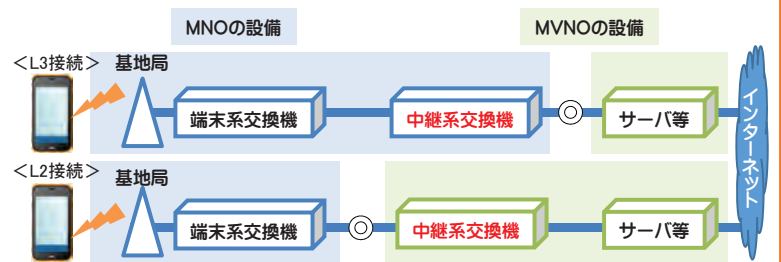 MNOの設備 MVNOの設備
<L3接続> 基地局
端末系交換機 中継系交換機 サーバ等
インターネット
<L2接続> 基地局
端末系交換機 中継系交換機 サーバ等